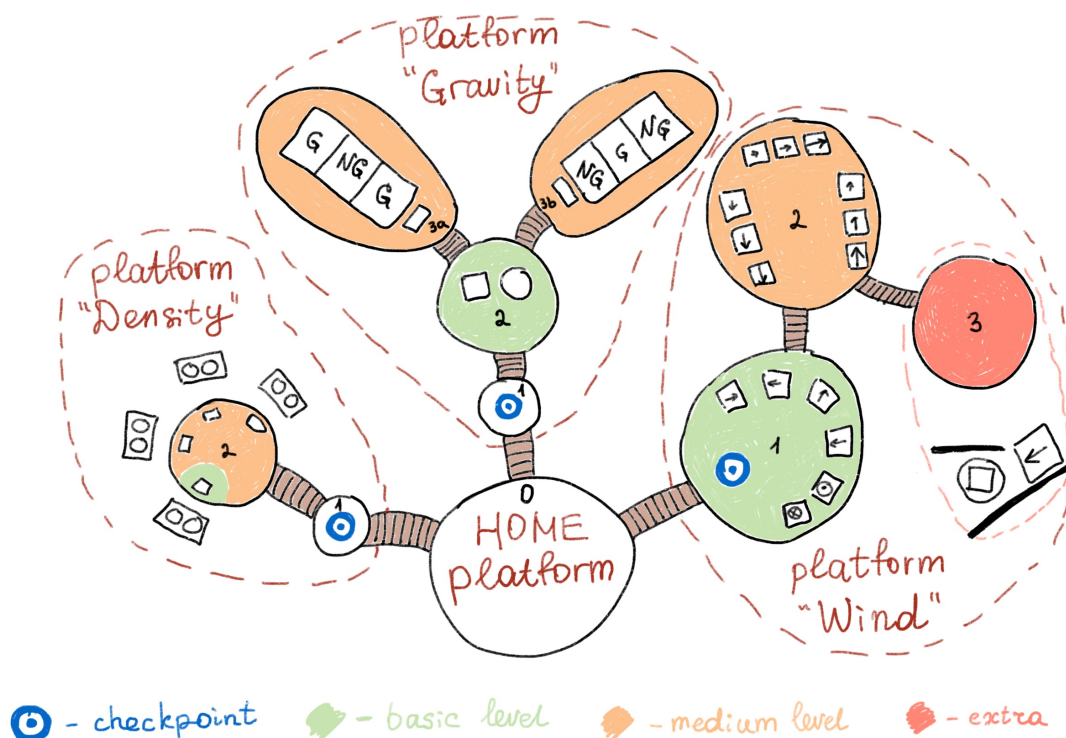 platform
"Gravity"
G
NG
G
3a
NG
G
NG
3b
2
1
platform
"Density"
2
1
0
HOME
platform
2
1
3
platform
"Wind"
- checkpoint
- basic level
- medium level
- extra